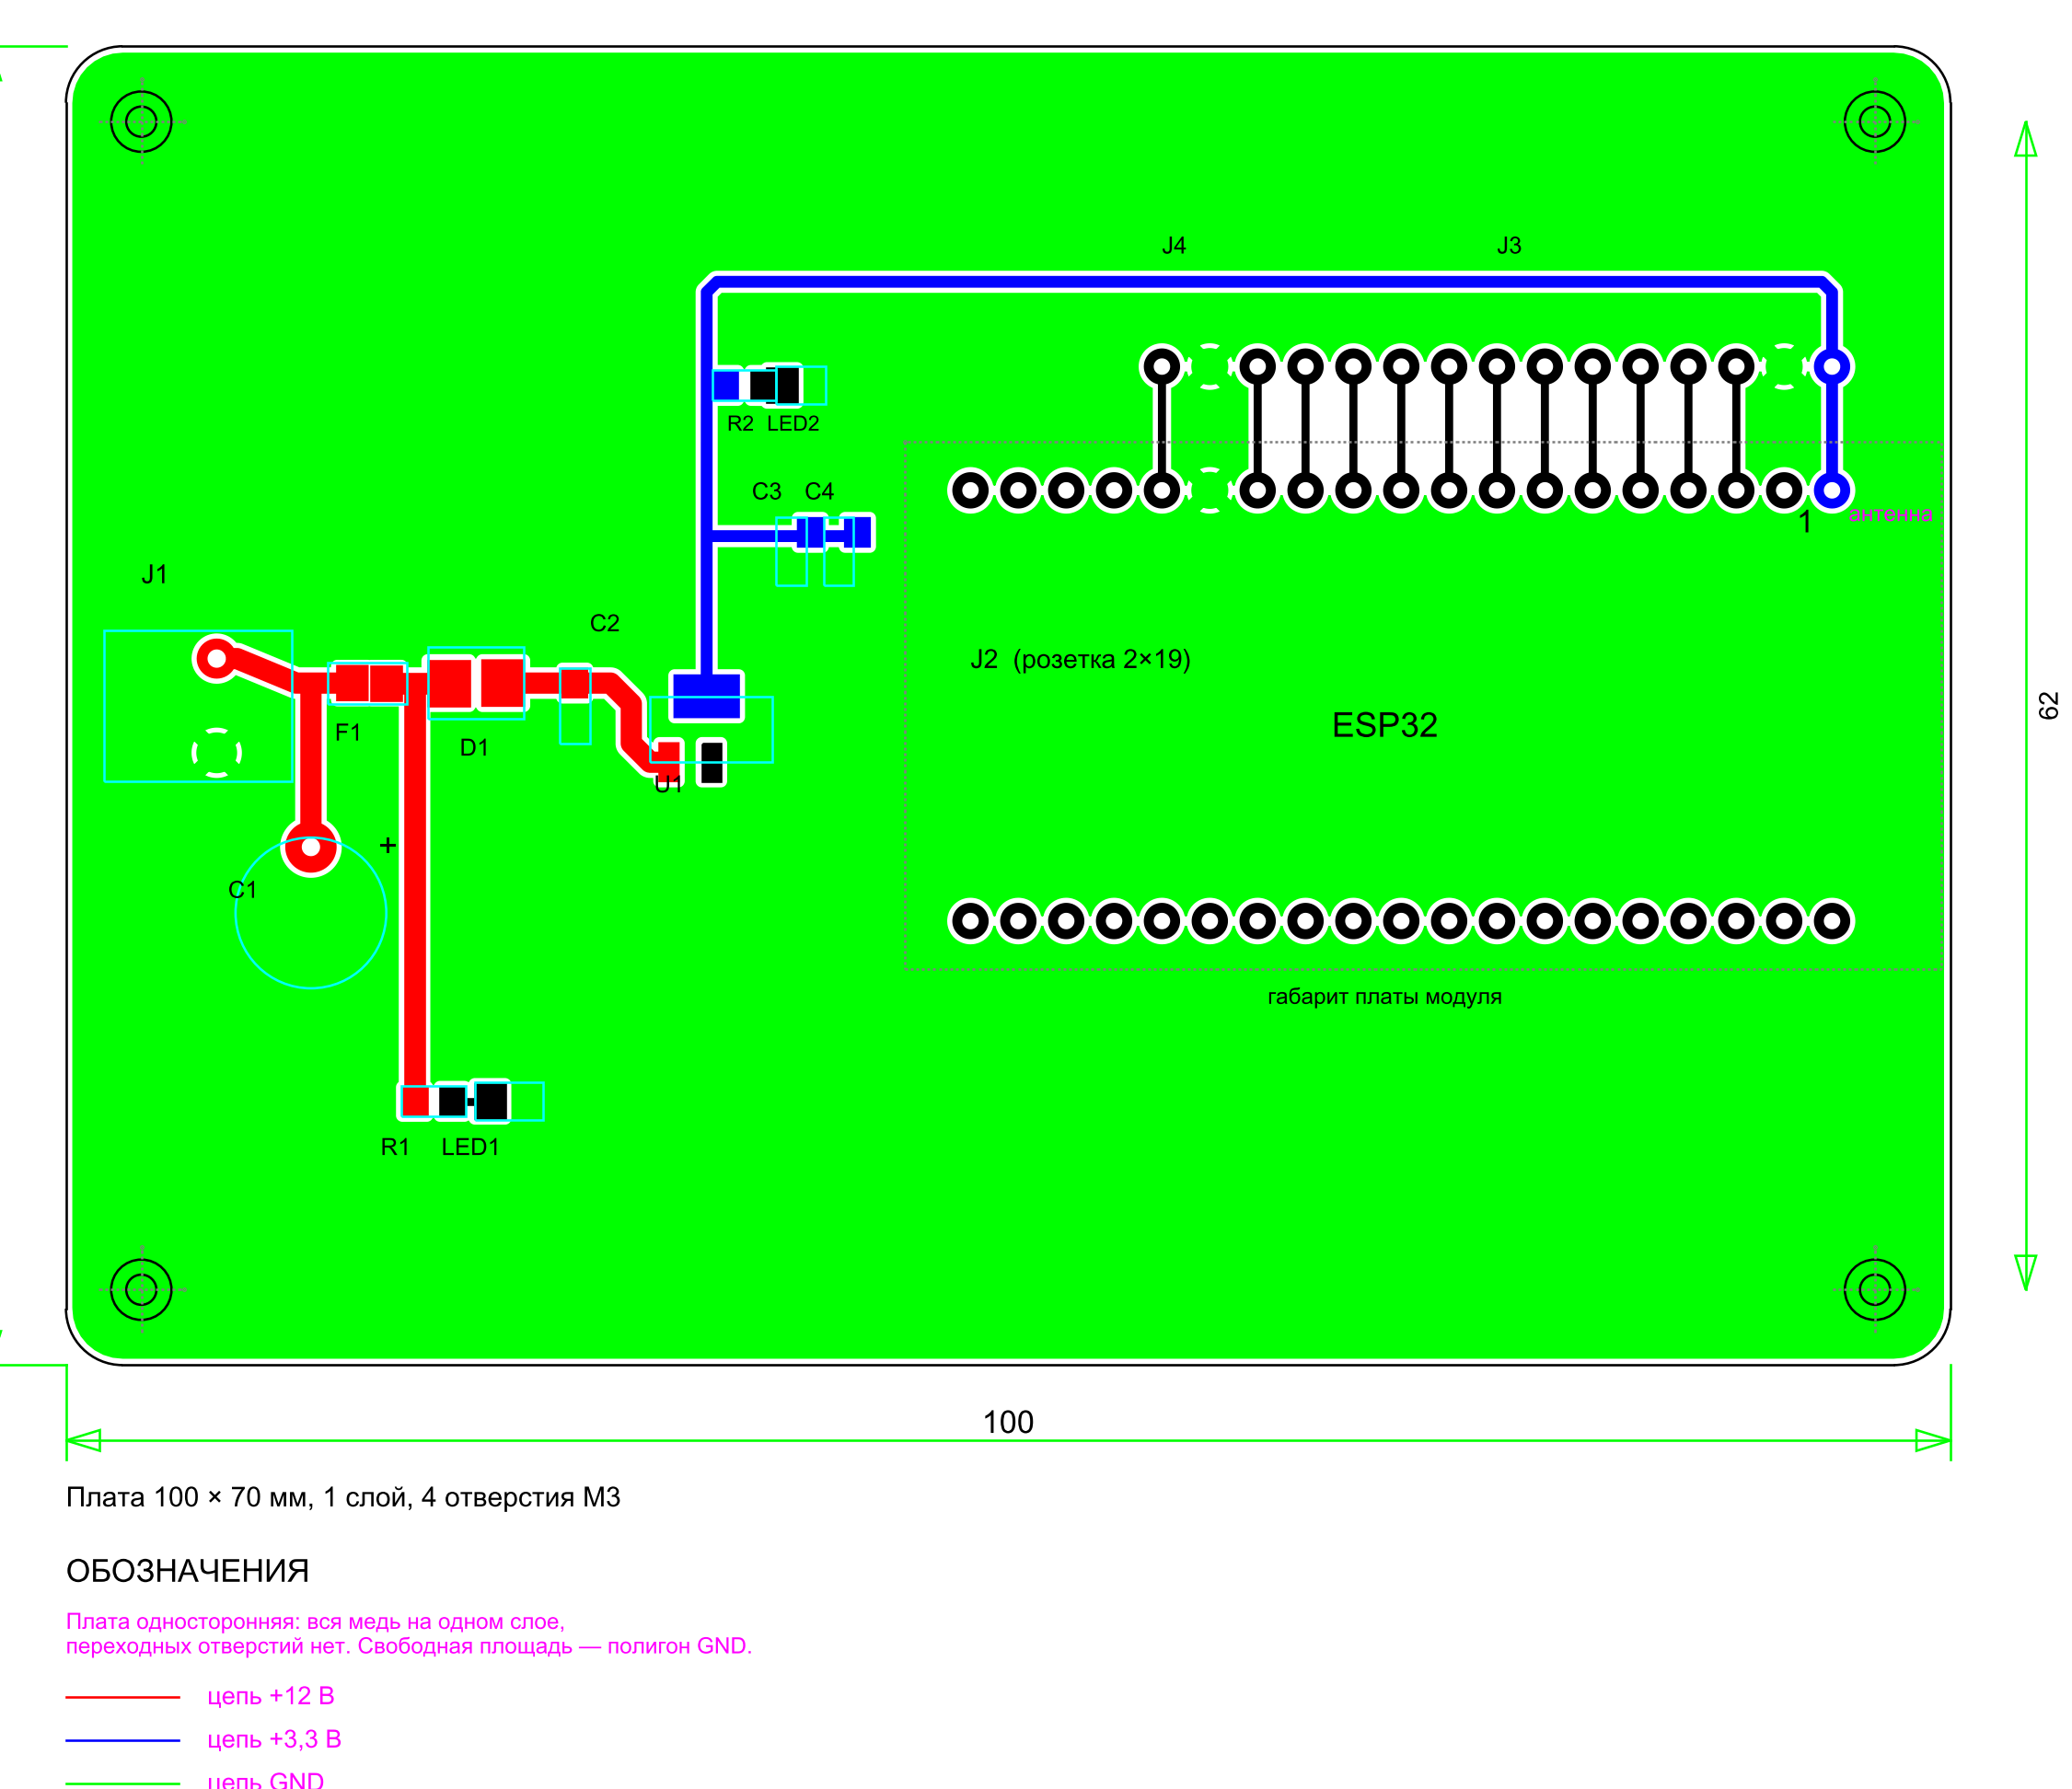 J4 J3
R2 LED2
C3 C4
1 антенна
J1
C2
J2 (розетка 2×19)
62
ESP32
F1
D1
U1
+
C1
габарит платы модуля
R1 LED1
100
Плата 100 × 70 мм, 1 слой, 4 отверстия М3
ОБОЗНАЧЕНИЯ
Плата односторонняя: вся медь на одном слое,
переходных отверстий нет. Свободная площадь — полигон GND.
цепь +12 В
цепь +3,3 В
цепь GND